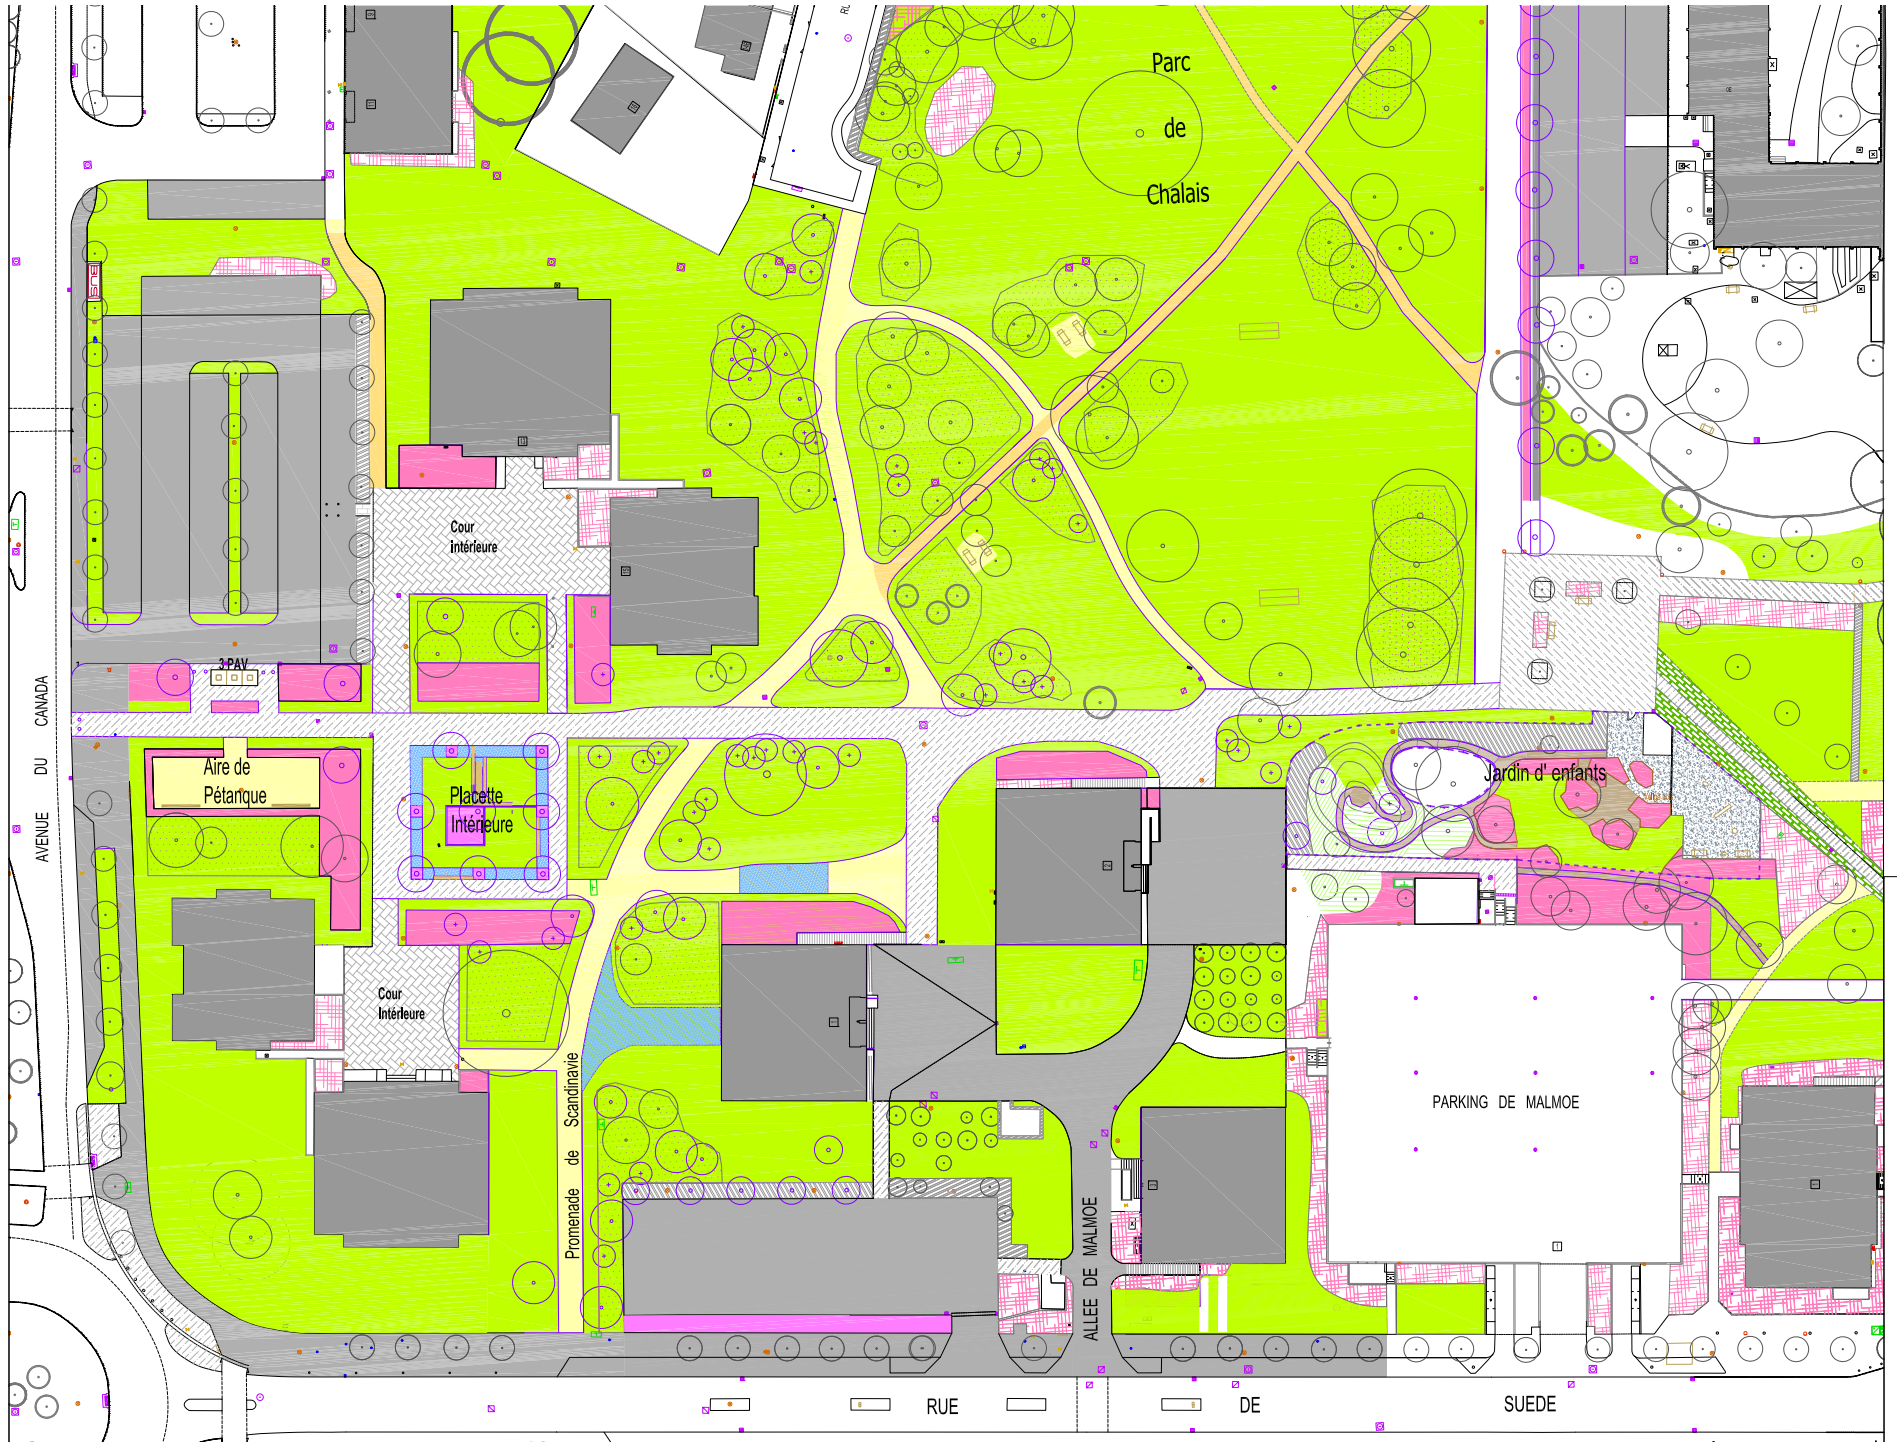 Parc
de
Chalais
BUS
Cour
intérieure
3 PAV
AVENUE DU CANADA
Aire de
Pétanque
Placette
Intérieure
Jardin d' enfants
Cour
Intérieure
Promenade de Scandinavie
PARKING DE MALMOE
ALLEE DE MALMOE
RUE DE SUEDE